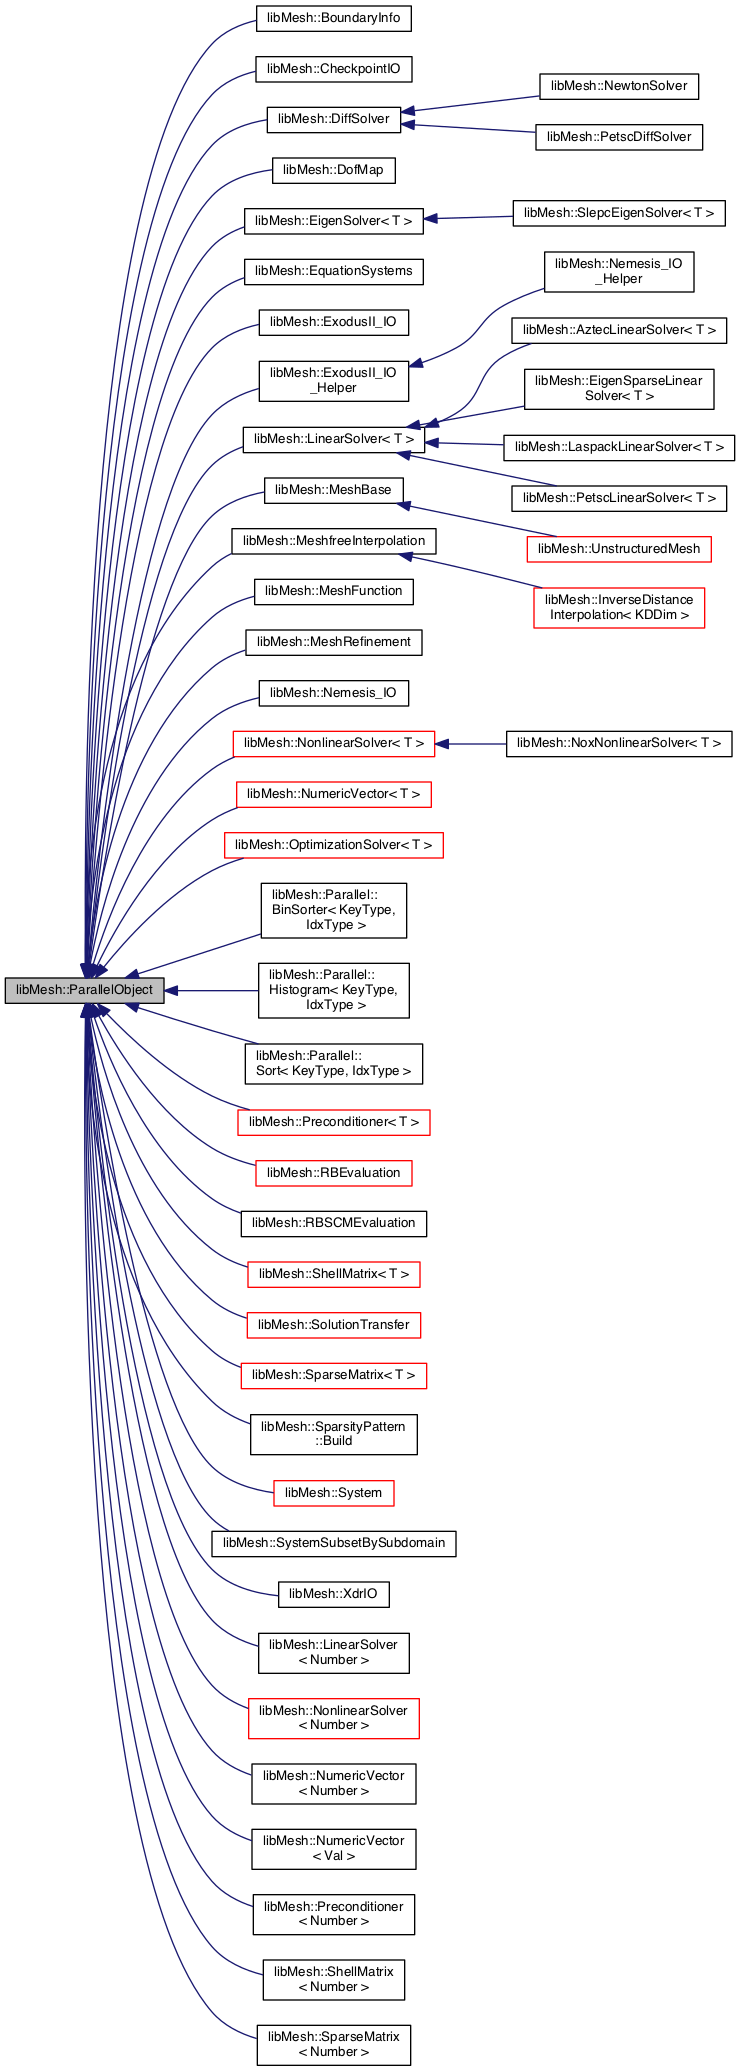 libMesh::BoundaryInfo
libMesh::CheckpointIO
libMesh::DiffSolver
libMesh::NewtonSolver
libMesh::PetscDiffSolver
libMesh::DofMap
libMesh::EigenSolver< T >
libMesh::SlepcEigenSolver< T >
libMesh::EquationSystems
libMesh::Nemesis_IO
_Helper
libMesh::ExodusII_IO
libMesh::AztecLinearSolver< T >
libMesh::ExodusII_IO
_Helper
libMesh::EigenSparseLinear
Solver< T >
libMesh::LinearSolver< T >
libMesh::LaspackLinearSolver< T >
libMesh::MeshBase
libMesh::PetscLinearSolver< T >
libMesh::MeshfreeInterpolation
libMesh::UnstructuredMesh
libMesh::MeshFunction
libMesh::InverseDistance
Interpolation< KDDim >
libMesh::MeshRefinement
libMesh::Nemesis_IO
libMesh::NonlinearSolver< T >
libMesh::NoxNonlinearSolver< T >
libMesh::NumericVector< T >
libMesh::OptimizationSolver< T >
libMesh::Parallel::
BinSorter< KeyType,
IdxType >
libMesh::ParallelObject
libMesh::Parallel::
Histogram< KeyType,
IdxType >
libMesh::Parallel::
Sort< KeyType, IdxType >
libMesh::Preconditioner< T >
libMesh::RBEvaluation
libMesh::RBSCMEvaluation
libMesh::ShellMatrix< T >
libMesh::SolutionTransfer
libMesh::SparseMatrix< T >
libMesh::SparsityPattern
::Build
libMesh::System
libMesh::SystemSubsetBySubdomain
libMesh::XdrIO
libMesh::LinearSolver
< Number >
libMesh::NonlinearSolver
< Number >
libMesh::NumericVector
< Number >
libMesh::NumericVector
< Val >
libMesh::Preconditioner
< Number >
libMesh::ShellMatrix
< Number >
libMesh::SparseMatrix
< Number >